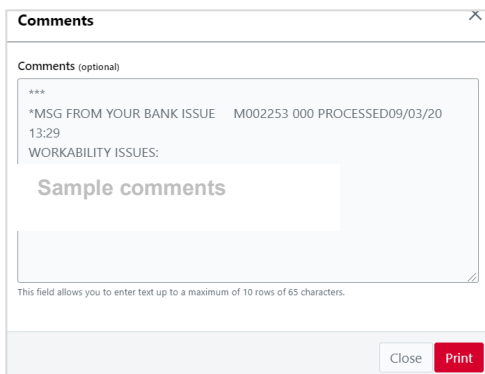 Comments
Comments (optional)
***
*MSG FROM YOUR BANK ISSUE M002253 000 PROCESSED09/03/20
13:29
WORKABILITY ISSUES:
Sample comments
This field allows you to enter text up to a maximum of 10 rows of 65 characters.
Close Print